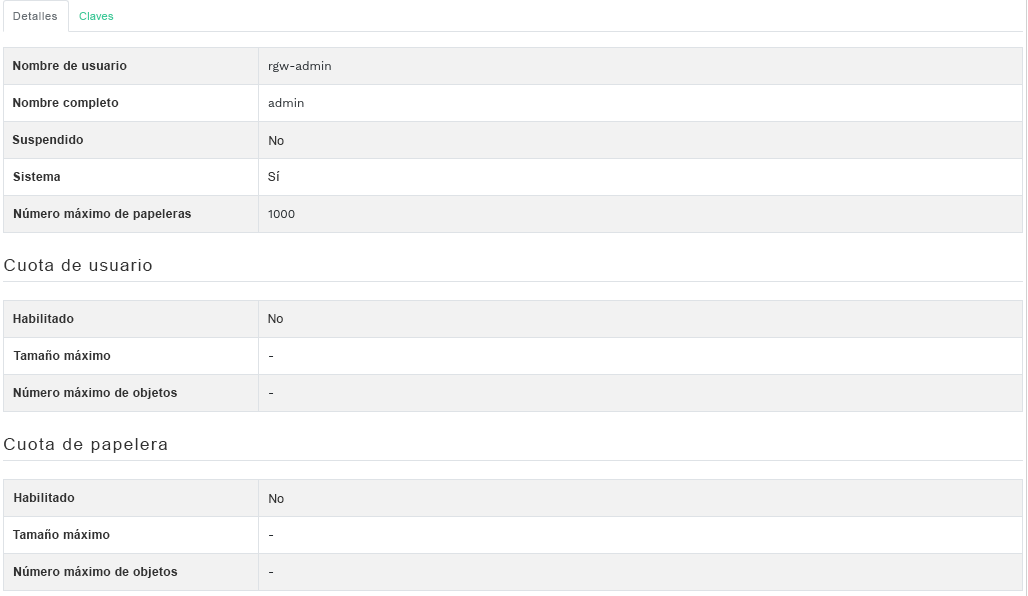 Detalles Claves
Nombre de usuario rgw-admin
Nombre completo admin
Suspendido No
Sistema Sí
Número máximo de papeleras 1000
Cuota de usuario
Habilitado No
Tamaño máximo -
Número máximo de objetos -
Cuota de papelera
Habilitado No
Tamaño máximo -
Número máximo de objetos -